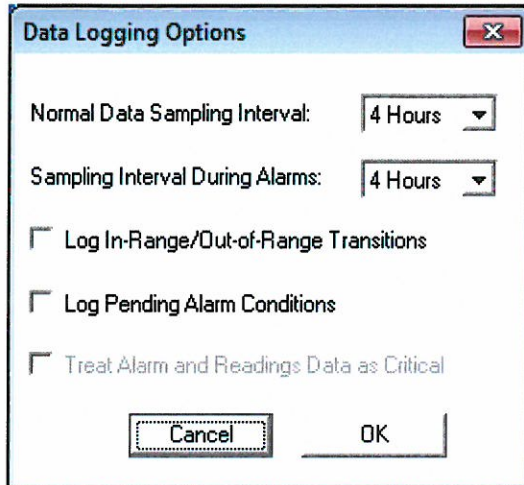 Data Logging Options
Normal Data Sampling Interval: 4 Hours
Sampling Interval During Alarms: 4 Hours
Log In-Range/Out-of-Range Transitions
Log Pending Alarm Conditions
Treat Alarm and Readings Data as Critical
Cancel OK